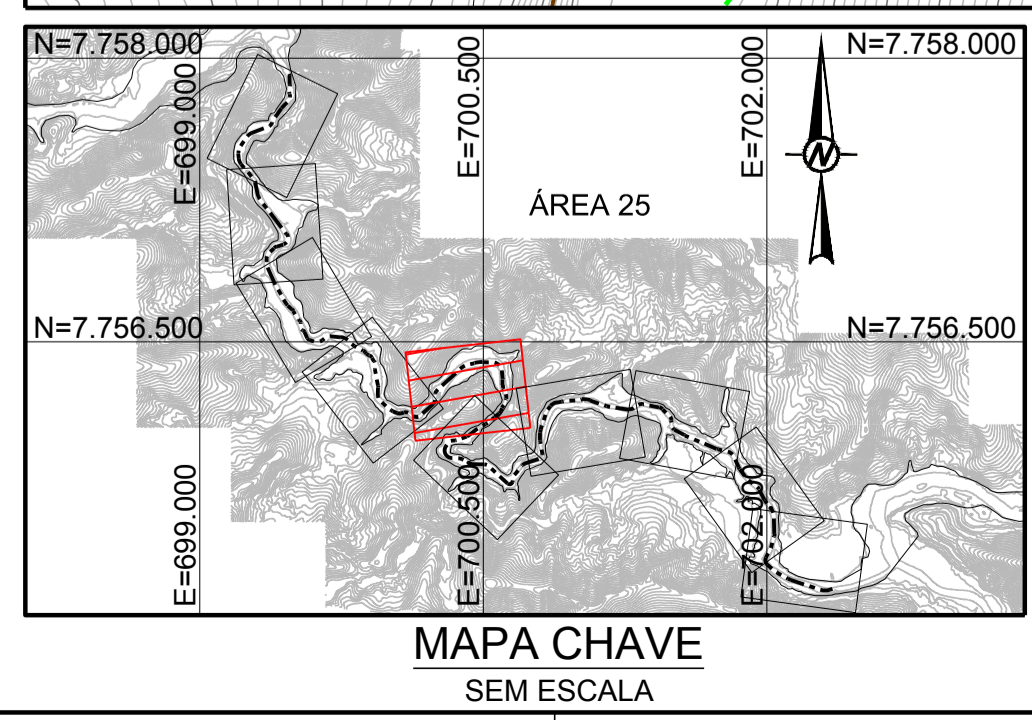 N=7.758.000
N=7.758.000
E=699.000
E=700.500
E=702.000
N
ÁREA 25
N=7.756.500
N=7.756.500
E=699.000
E=700.500
E=702.000
MAPA CHAVE
SEM ESCALA